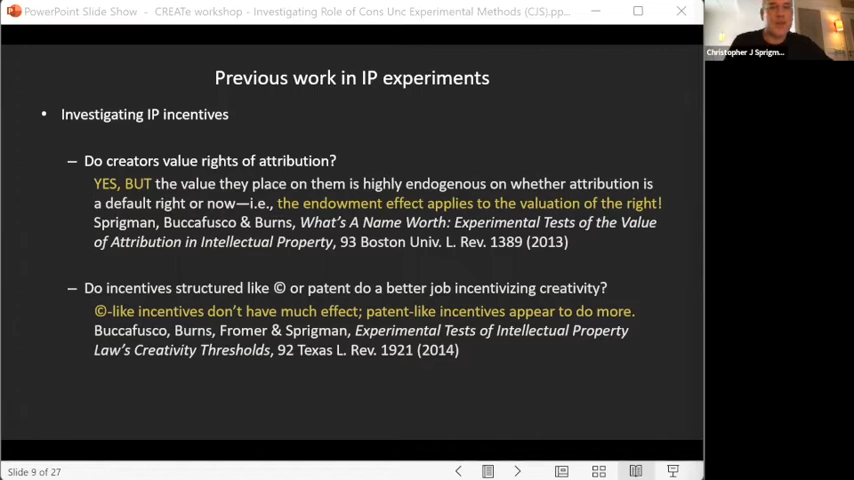 PowerPoint Slide Show - CREATe workshop - Investigating Role of Cons Unc Experimental Methods (CJS).pp...
Christopher J Sprigm...
Previous work in IP experiments
• Investigating IP incentives
– Do creators value rights of attribution?
YES, BUT the value they place on them is highly endogenous on whether attribution is
a default right or now—i.e., the endowment effect applies to the valuation of the right!
Sprigman, Buccafusco & Burns, What's A Name Worth: Experimental Tests of the Value
of Attribution in Intellectual Property, 93 Boston Univ. L. Rev. 1389 (2013)
– Do incentives structured like © or patent do a better job incentivizing creativity?
©-like incentives don't have much effect; patent-like incentives appear to do more.
Buccafusco, Burns, Fromer & Sprigman, Experimental Tests of Intellectual Property
Law's Creativity Thresholds, 92 Texas L. Rev. 1921 (2014)
Slide 9 of 27